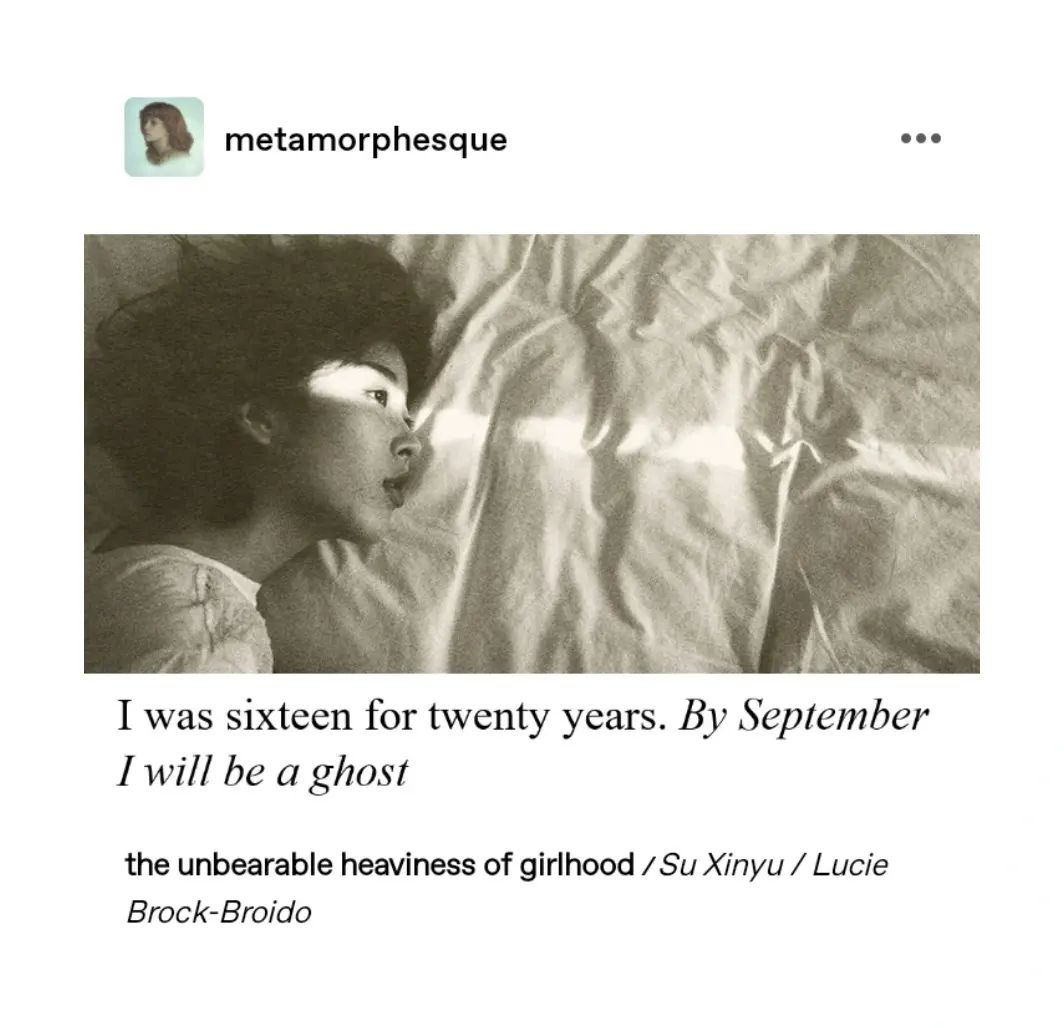 metamorphesque
I was sixteen for twenty years. By September
I will be a ghost
the unbearable heaviness of girlhood / Su Xinyu / Lucie
Brock-Broido